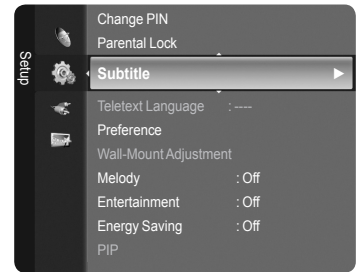 Setup
Change PIN
Parental Lock
Subtitle
Teletext Language : ----
Preference
Wall-Mount Adjustment
Melody : Off
Entertainment : Off
Energy Saving : Off
PIP